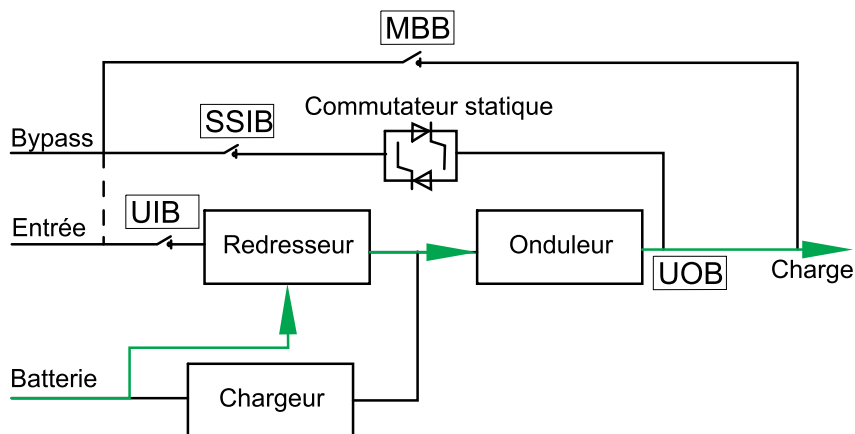 MBB
Commutateur statique
SSIB
Bypass
UIB
Entrée
Redresseur
Onduleur
UOB
Charge
Batterie
Chargeur